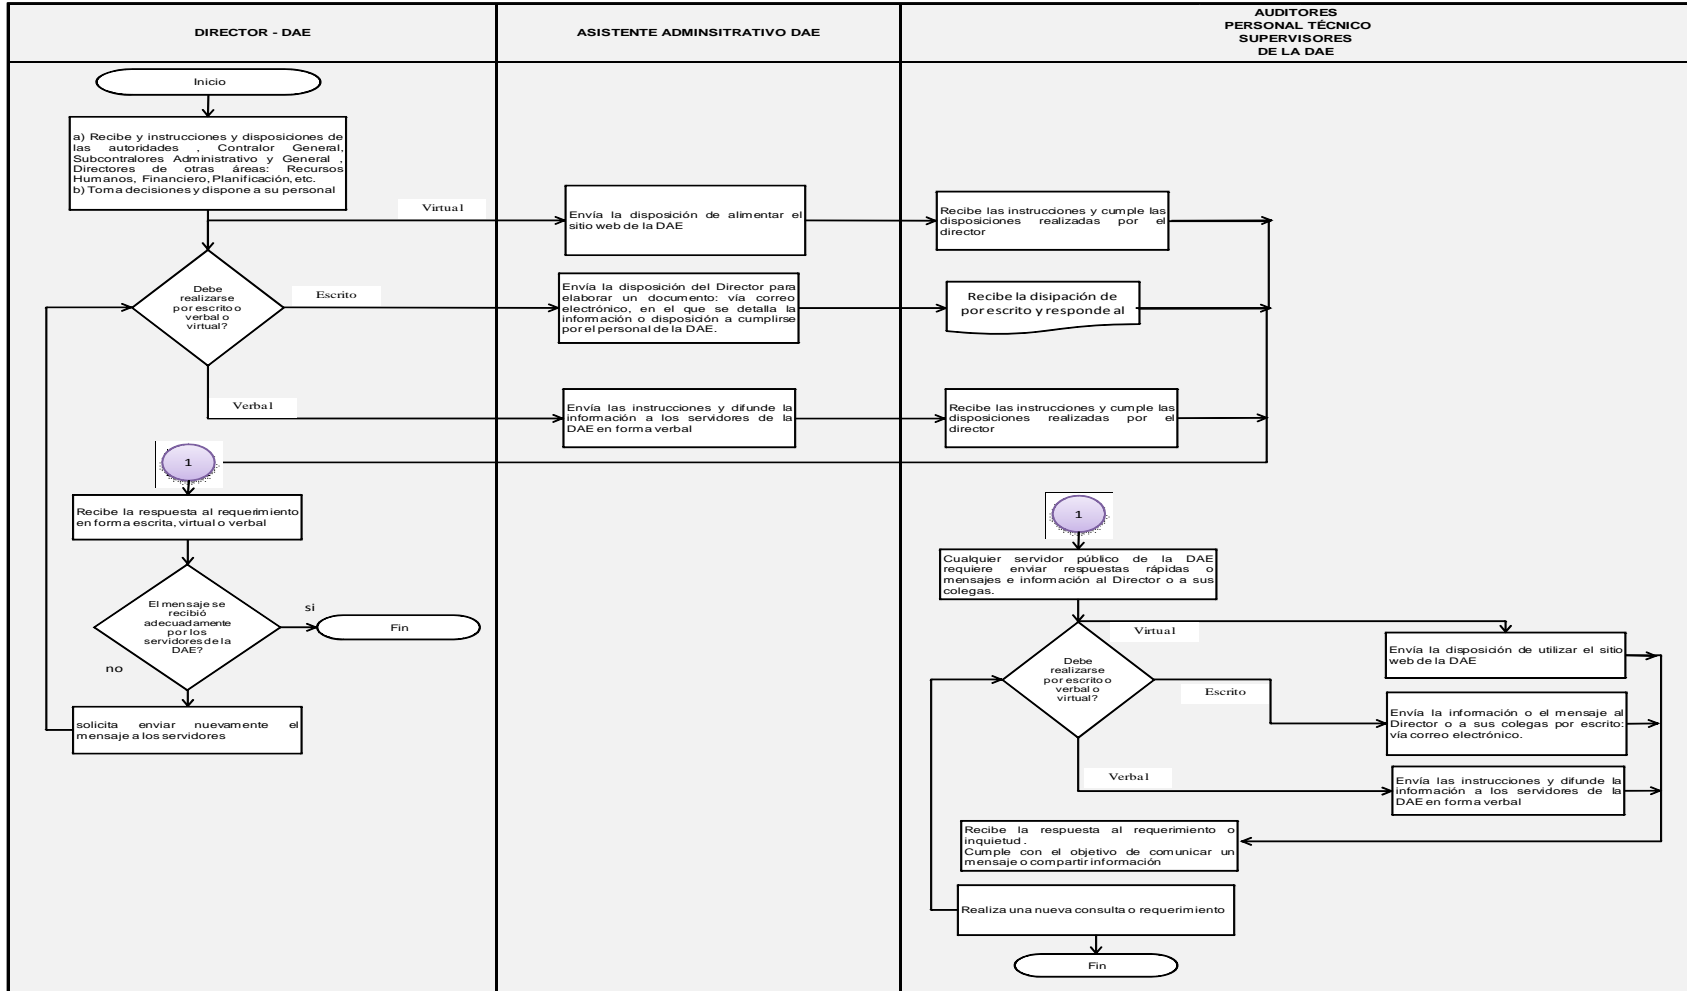 DIRECTOR - DAE
ASISTENTE ADMINSITRATIVO DAE
AUDITORES
PERSONAL TÉCNICO
SUPERVISORES
DE LA DAE
Inicio
a) Recibe y instrucciones y disposiciones de
las autoridades , Contralor General,
Subcontralores Administrativo y General ,
Directores de otras áreas: Recursos
Humanos, Financiero, Planificación, etc.
b) Toma decisiones y dispone a su personal
Virtual
Envía la disposición de alimentar el
sitio web de la DAE
Recibe las instrucciones y cumple las
disposiciones realizadas por el
director
Debe
realizarse
por escrito o
verbal o
virtual?
Escrito
Envía la disposición del Director para
elaborar un documento: vía correo
electrónico, en el que se detalla la
información o disposición a cumplirse
por el personal de la DAE.
Recibe la disipación de
por escrito y responde al
Verbal
Envía las instrucciones y difunde la
información a los servidores de la
DAE en forma verbal
Recibe las instrucciones y cumple las
disposiciones realizadas por el
director
1
Recibe la respuesta al requerimiento
en forma escrita, virtual o verbal
El mensaje se
recibió
adecuadamente
por los
servidores de la
DAE?
si
Fin
no
solicita enviar nuevamente el
mensaje a los servidores
1
Cualquier servidor público de la DAE
requiere enviar respuestas rápidas o
mensajes e información al Director o a sus
colegas.
Virtual
Envía la disposición de utilizar el sitio
web de la DAE
Debe
realizarse
por escrito o
verbal o
virtual?
Escrito
Envía la información o el mensaje al
Director o a sus colegas por escrito:
vía correo electrónico.
Verbal
Envía las instrucciones y difunde la
información a los servidores de la
DAE en forma verbal
Recibe la respuesta al requerimiento o
inquietud .
Cumple con el objetivo de comunicar un
mensaje o compartir información
Realiza una nueva consulta o requerimiento
Fin